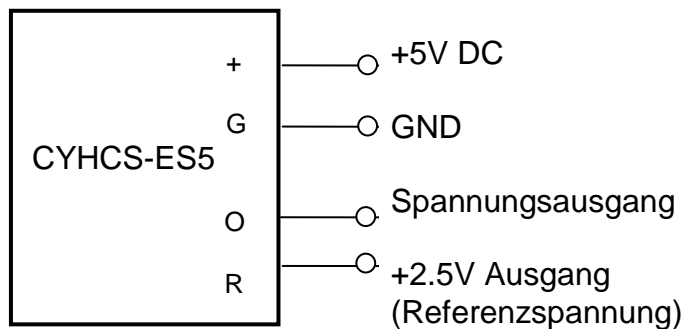 + +5V DC
G GND
CYHCS-ES5
O Spannungsausgang
R +2.5V Ausgang
(Referenzspannung)